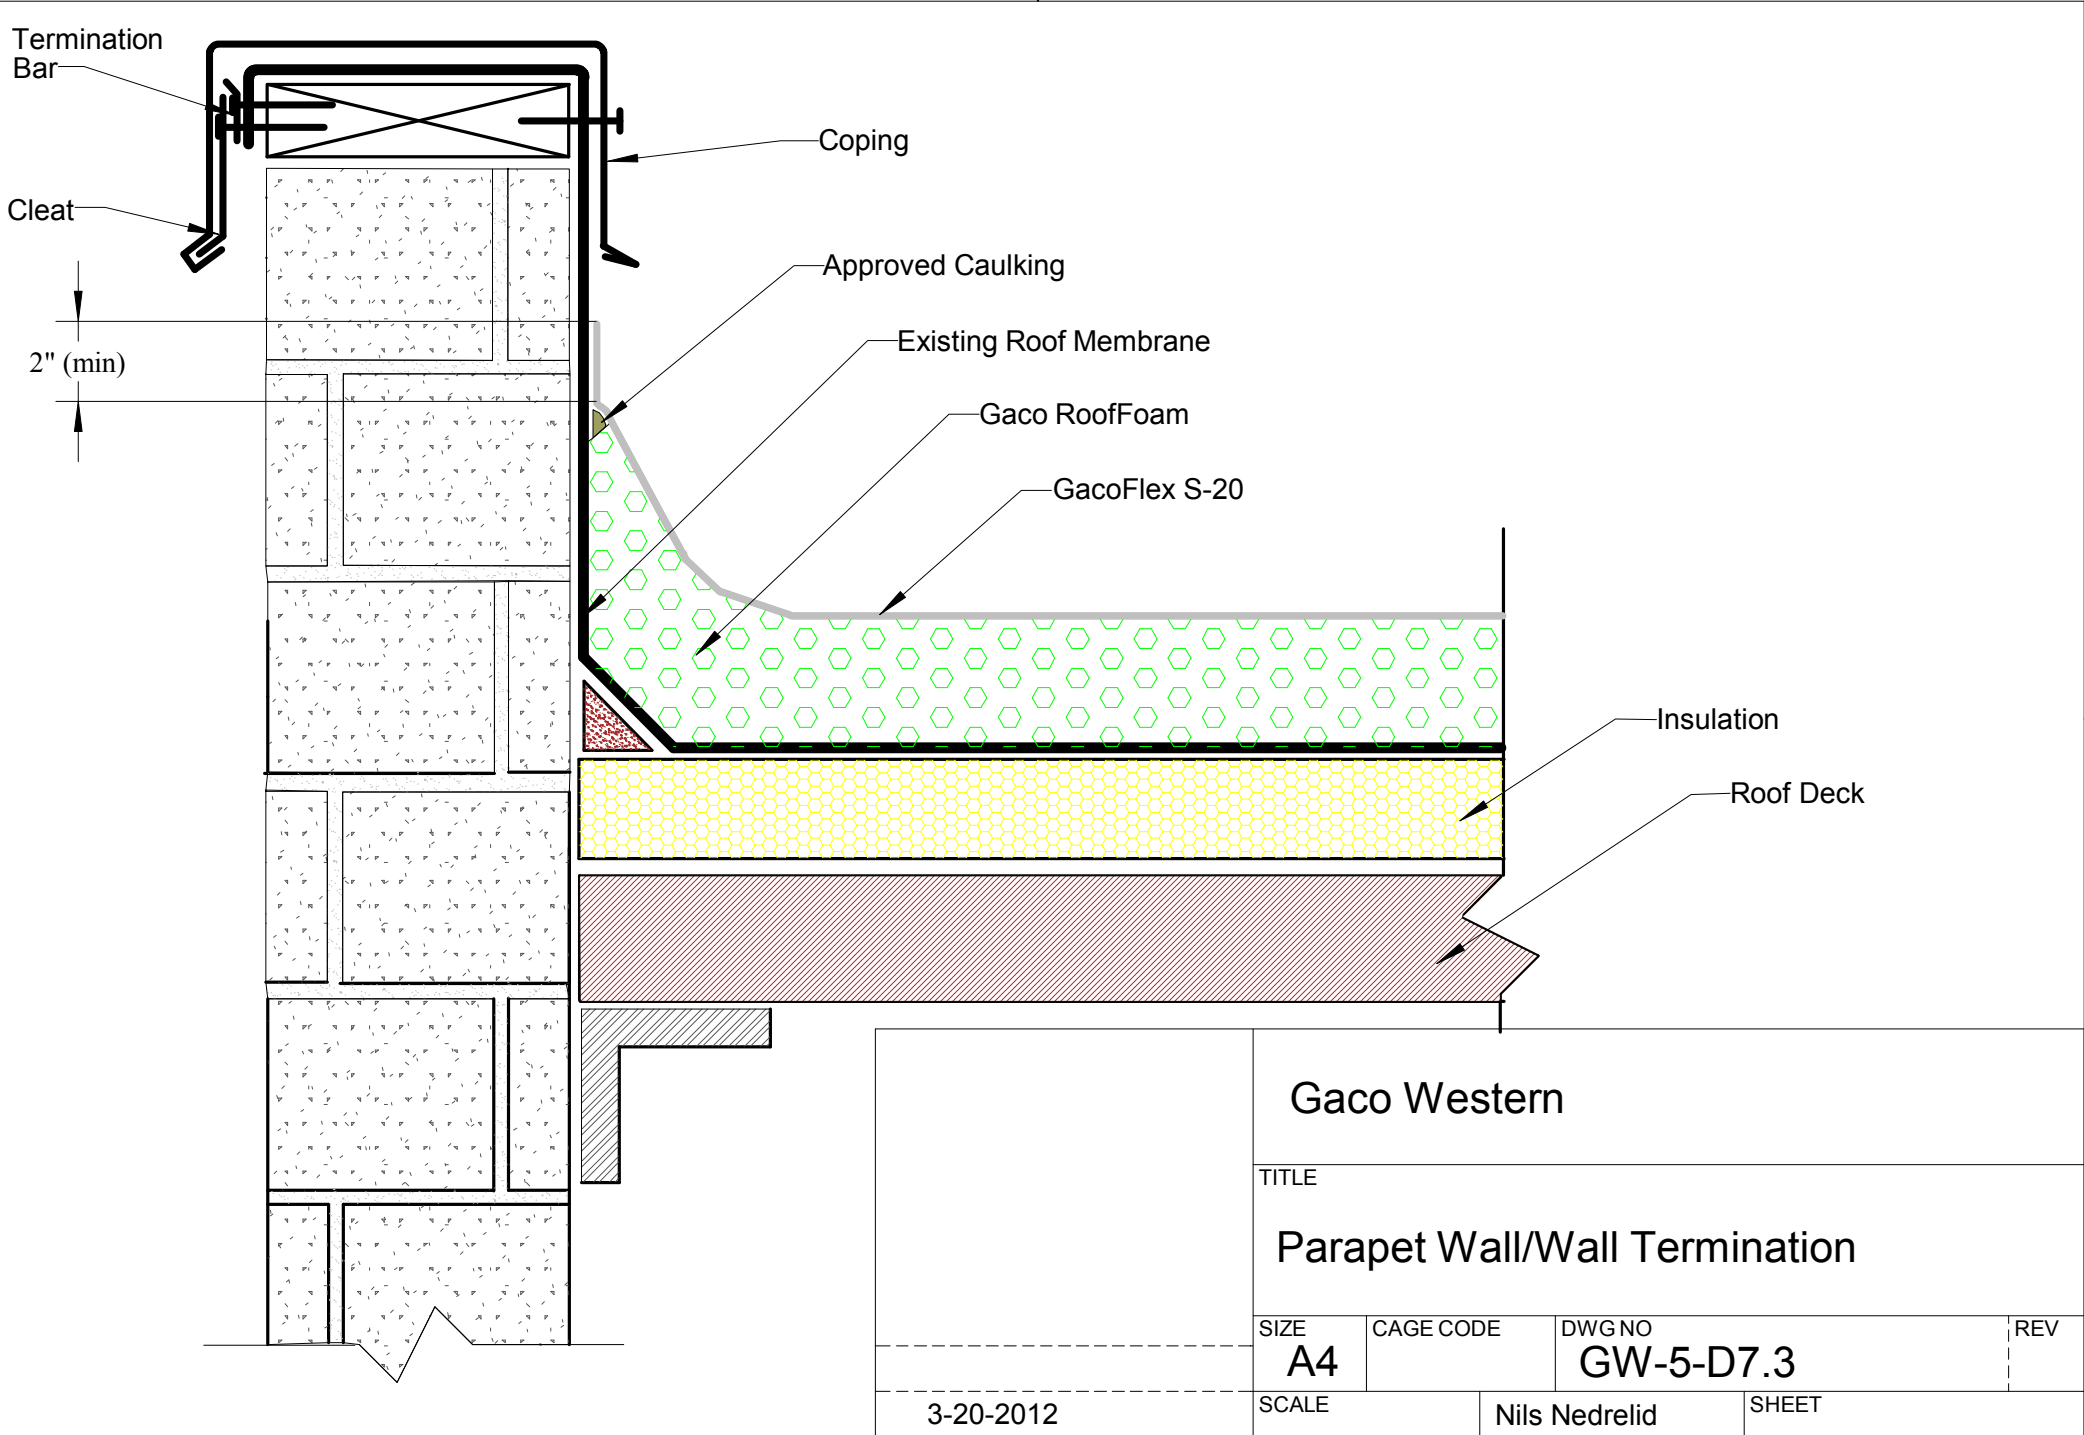 Termination
Bar
Coping
Cleat
Approved Caulking
Existing Roof Membrane
2" (min)
Gaco RoofFoam
GacoFlex S-20
Insulation
Roof Deck
Gaco Western
TITLE
Parapet Wall/Wall Termination
SIZE CAGE CODE DWG NO REV
A4 GW-5-D7.3
3-20-2012 SCALE Nils Nedrelid SHEET